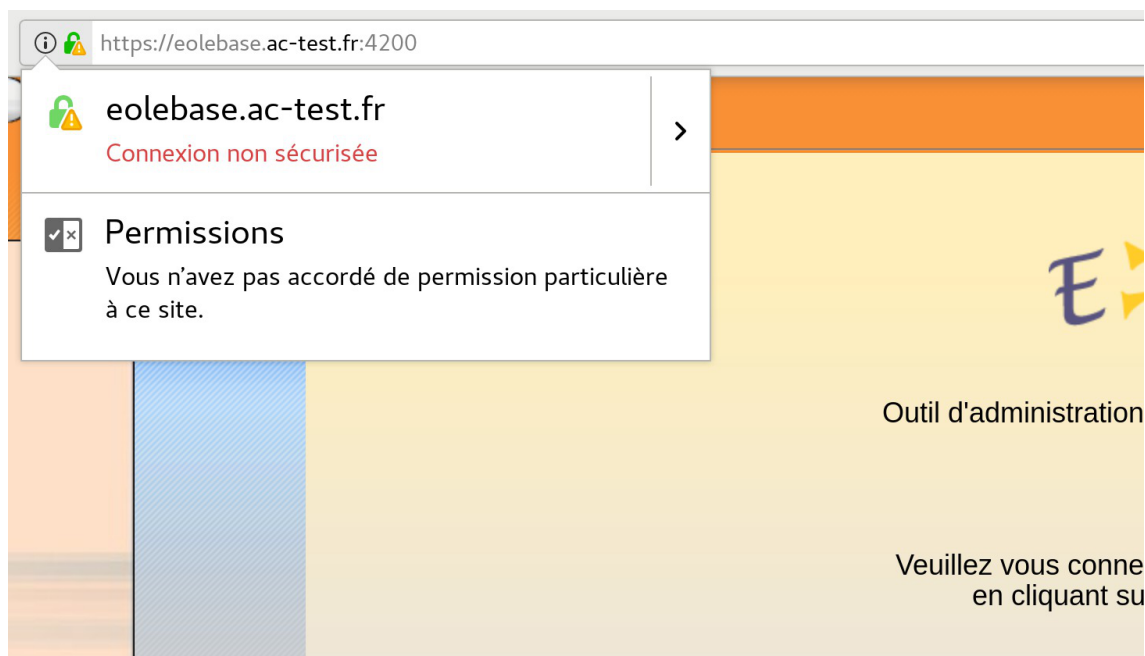 https://eolebase.ac-test.fr:4200
eolebase.ac-test.fr
Connexion non sécurisée
Permissions
Vous n’avez pas accordé de permission particulière
à ce site.
E
Outil d'administration
Veuillez vous conne
en cliquant su